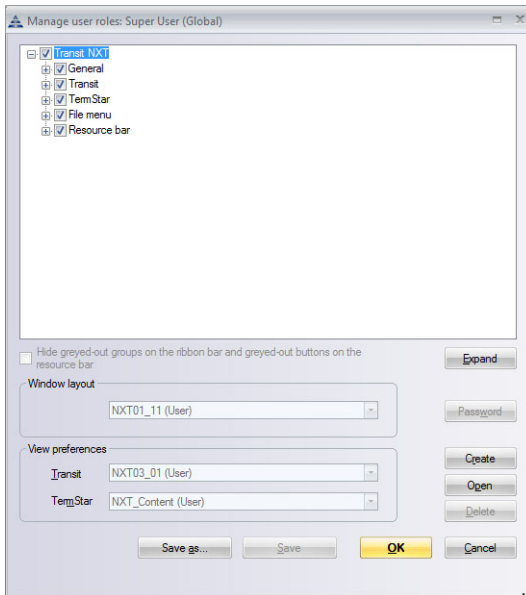 Manage user roles: Super User (Global)
Transit NXT
General
Transit
TermStar
File menu
Resource bar
Hide greyed-out groups on the ribbon bar and greyed-out buttons on the
resource bar
Expand
Window layout
NXT01_11 (User)
Password
View preferences
Create
Transit NXT03_01 (User)
Open
TermStar NXT_Content (User)
Delete
Save as... Save OK Cancel